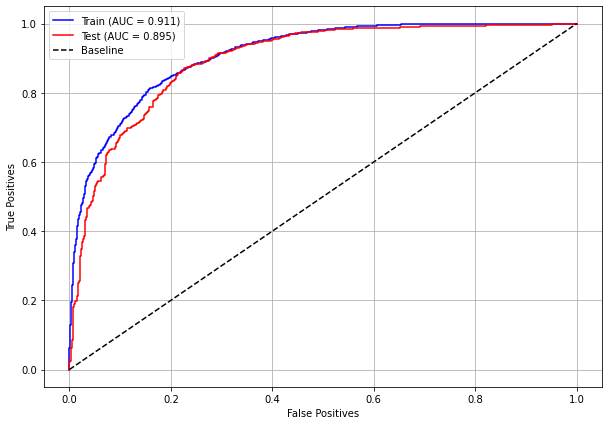 Train (AUC = 0.911)
Test (AUC = 0.895)
Baseline
True Positives
1.0
0.8
0.6
0.4
0.2
0.0
0.0 0.2 0.4 0.6 0.8 1.0
False Positives